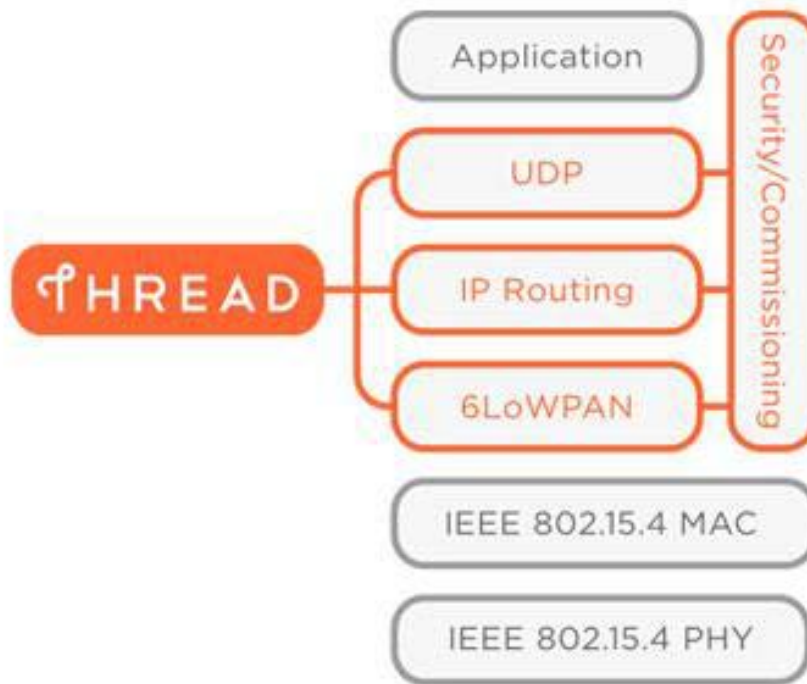 Application
Security/Commissioning
UDP
THREAD
IP Routing
6LoWPAN
IEEE 802.15.4 MAC
IEEE 802.15.4 PHY